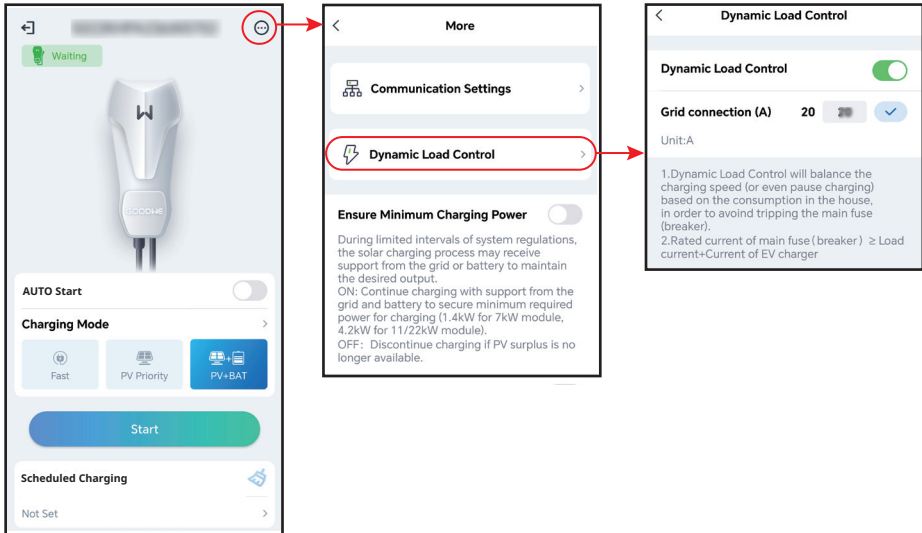 Waiting
W
GOODWE
AUTO Start
Charging Mode
Fast
PV Priority
PV+BAT
Start
Scheduled Charging
Not Set
More
Communication Settings
Dynamic Load Control
Ensure Minimum Charging Power
During limited intervals of system regulations,
the solar charging process may receive
support from the grid or battery to maintain
the desired output.
ON: Continue charging with support from the
grid and battery to secure minimum required
power for charging (1.4kW for 7kW module,
4.2kW for 11/22kW module).
OFF: Discontinue charging if PV surplus is no
longer available.
Dynamic Load Control
Dynamic Load Control
Grid connection (A) 20 20
Unit:A
1.Dynamic Load Control will balance the
charging speed (or even pause charging)
based on the consumption in the house,
in order to avoind tripping the main fuse
(breaker).
2.Rated current of main fuse(breaker) ≥ Load
current+Current of EV charger